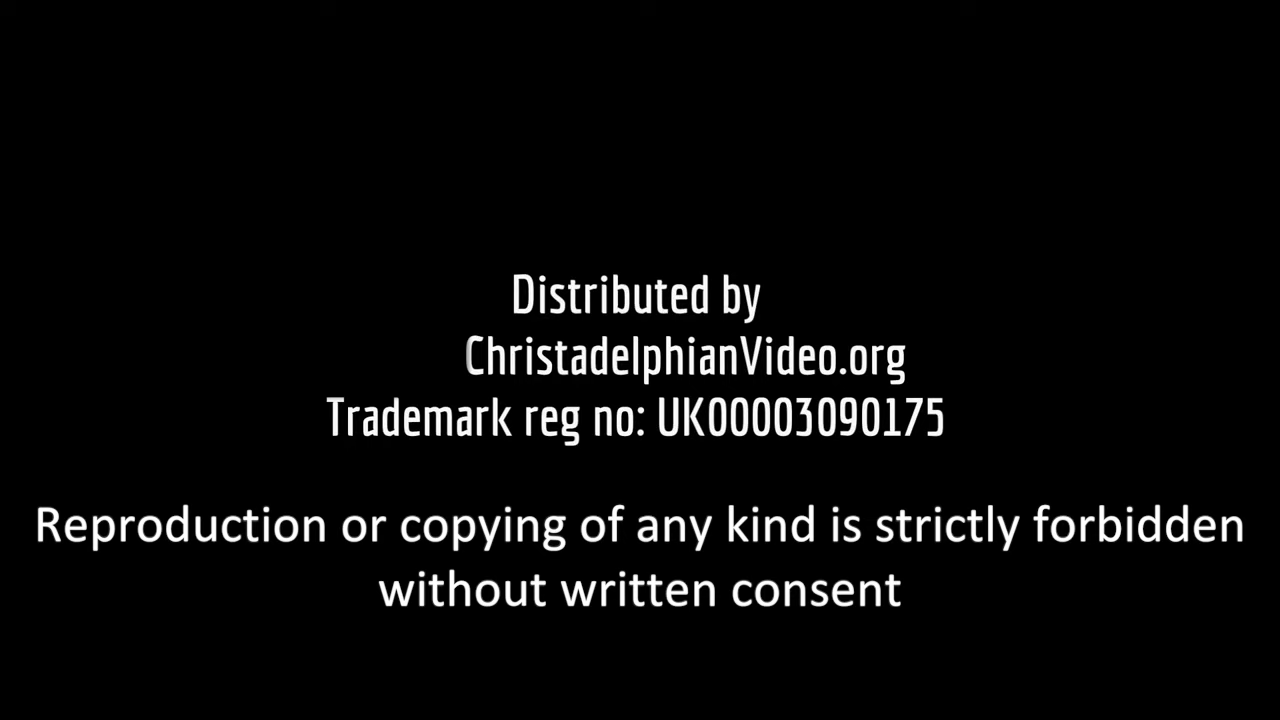 Distributed by
ChristadelphianVideo.org
Trademark reg no: UK00003090175
Reproduction or copying of any kind is strictly forbidden
without written consent